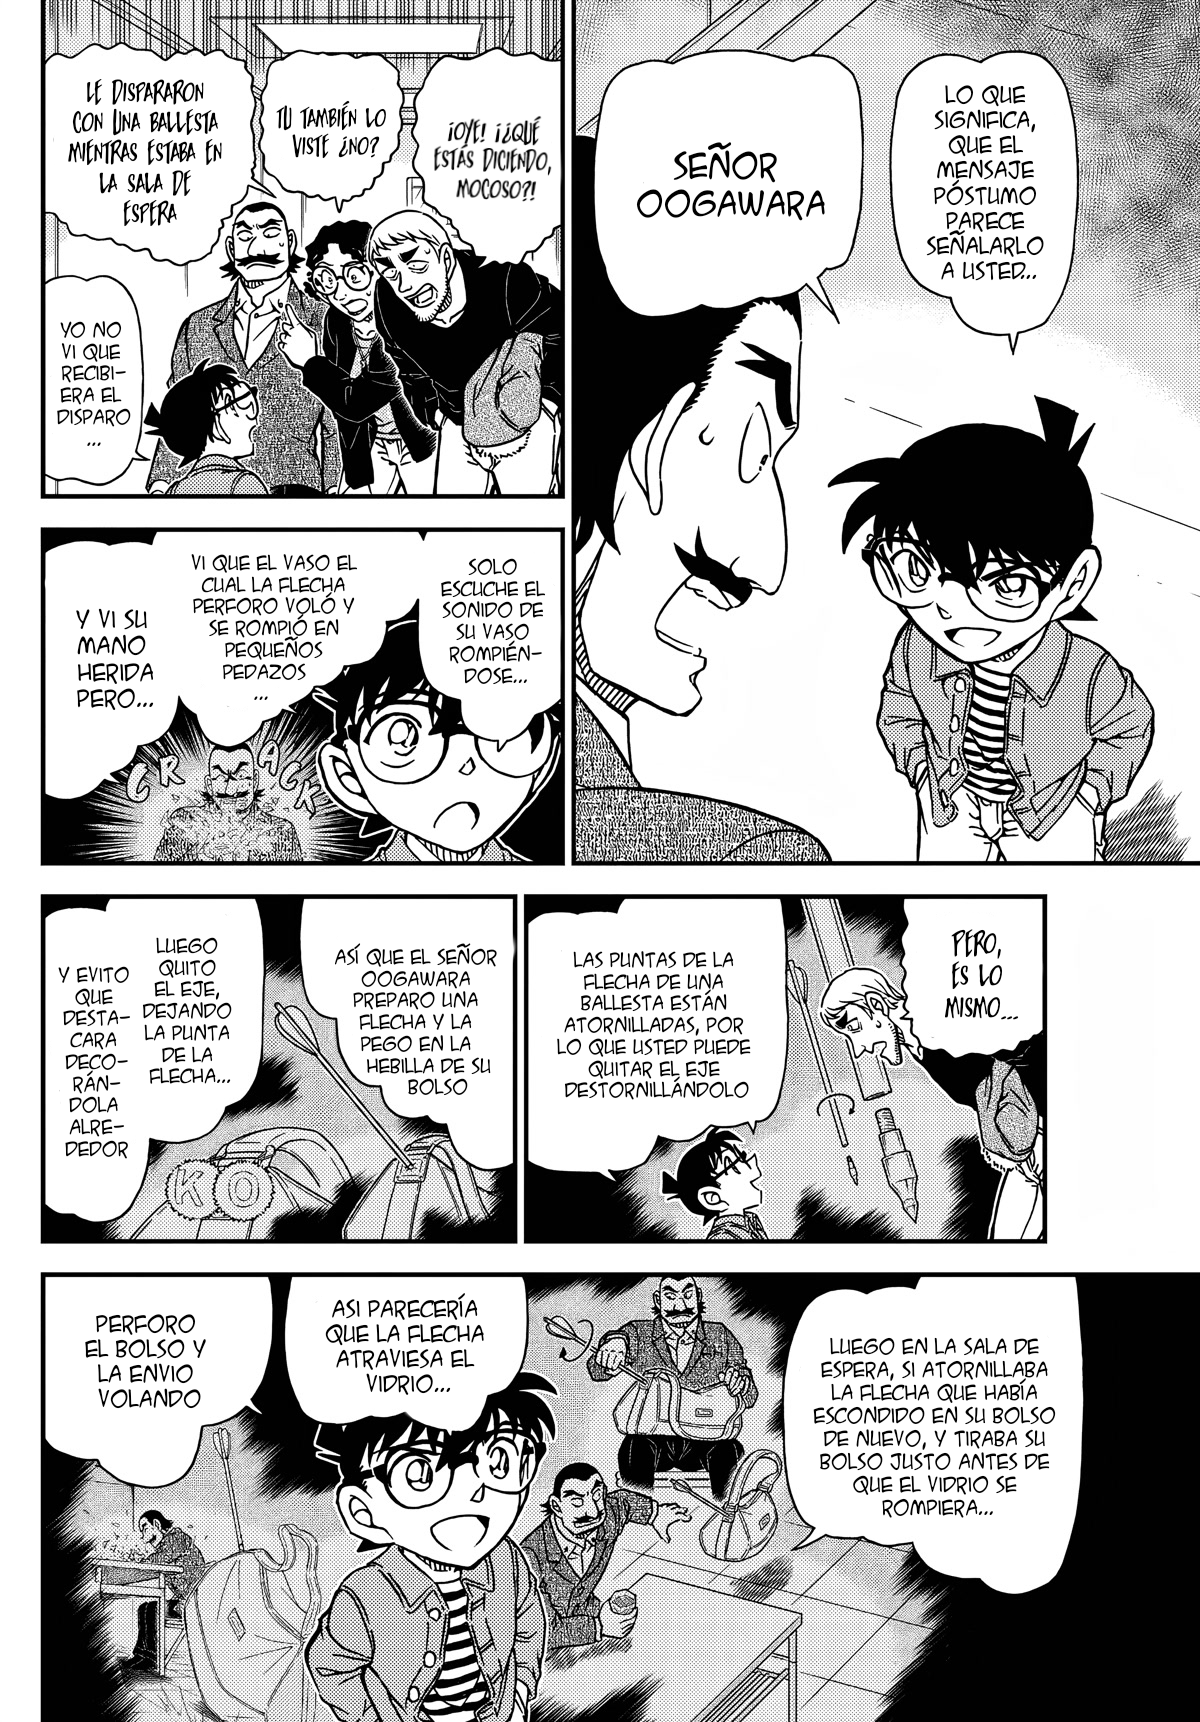 LO QUE
SIGNIFICA,
QUE EL
MENSAJE
PÓSTUMO
PARECE
SEÑALARLO
A USTED...
SEÑOR
OOGAWARA
¡OYE! ¡¿QUÉ
ESTÁS DICIENDO,
MOCOSO?!
TU TAMBIÉN LO
VISTE ¿NO?
LE DISPARARON
CON UNA BALLESTA
MIENTRAS ESTABA EN
LA SALA DE
ESPERA
YO NO
VI QUE
RECIBI-
ERA EL
DISPARO
...
SOLO
ESCUCHE EL
SONIDO DE
SU VASO
ROMPIÉN-
DOSE...
VI QUE EL VASO EL
CUAL LA FLECHA
PERFORO VOLÓ Y
SE ROMPIÓ EN
PEQUEÑOS
PEDAZOS
...
Y VI SU
MANO
HERIDA
PERO...
CRACK
PERO,
ES LO
MISMO...
LAS PUNTAS DE LA
FLECHA DE UNA
BALLESTA ESTÁN
ATORNILLADAS, POR
LO QUE USTED PUEDE
QUITAR EL EJE
DESTORNILLÁNDOLO
ASÍ QUE EL SEÑOR
OOGAWARA
PREPARO UNA
FLECHA Y LA
PEGO EN LA
HEBILLA DE SU
BOLSO
LUEGO
QUITO
EL EJE,
DEJANDO
LA PUNTA
DE LA
FLECHA...
Y EVITO
QUE
DESTA-
CARA
DECO-
RÁN-
DOLA
ALRE-
DEDOR
KO
LUEGO EN LA SALA DE
ESPERA, SI ATORNILLABA
LA FLECHA QUE HABÍA
ESCONDIDO EN SU BOLSO
DE NUEVO, Y TIRABA SU
BOLSO JUSTO ANTES DE
QUE EL VIDRIO SE
ROMPIERA...
ASI PARECERÍA
QUE LA FLECHA
ATRAVIESA EL
VIDRIO...
PERFORO
EL BOLSO Y
LA ENVIO
VOLANDO